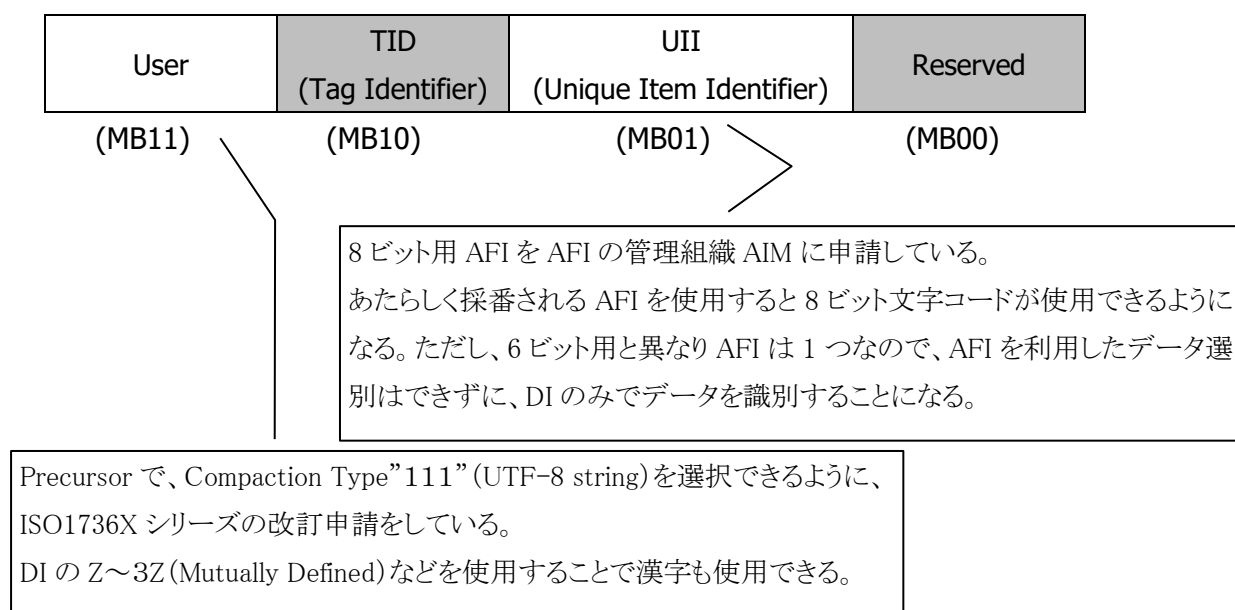 User
TID
(Tag Identifier)
UII
(Unique Item Identifier)
Reserved
(MB11)
(MB10)
(MB01)
(MB00)
8 ビット用 AFI を AFI の管理組織 AIM に申請している。
あたらしく採番される AFI を使用すると 8 ビット文字コードが使用できるように
なる。ただし、6 ビット用と異なり AFI は 1 つなので、AFI を利用したデータ選
別はできずに、DI のみでデータを識別することになる。
Precursor で、Compaction Type”111”(UTF-8 string)を選択できるように、
ISO1736X シリーズの改訂申請をしている。
DI の Z～3Z(Mutually Defined)などを使用することで漢字も使用できる。